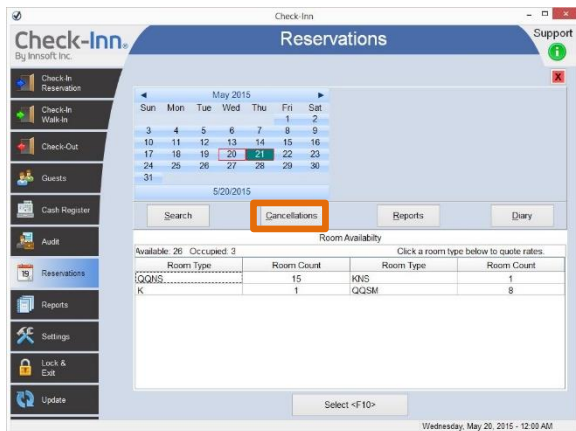 Check-Inn
Check-Inn®
By Innsoft Inc.
Reservations
Support
i
X
Check-In
Reservation
Check-In
Walk-In
Check-Out
Guests
Cash Register
Audit
19
Reservations
Reports
Settings
Lock &
Exit
Update
May 2015
Sun Mon Tue Wed Thu Fri Sat
1 2
3 4 5 6 7 8 9
10 11 12 13 14 15 16
17 18 19 20 21 22 23
24 25 26 27 28 29 30
31
5/20/2015
Search Cancellations Reports Diary
Room Availabilty
Available: 26 Occupied: 3 Click a room type below to quote rates.
Room Type Room Count Room Type Room Count
QQNS 15 KNS 1
K 1 QQSM 8
Select <F10>
Wednesday, May 20, 2015 - 12:00 AM